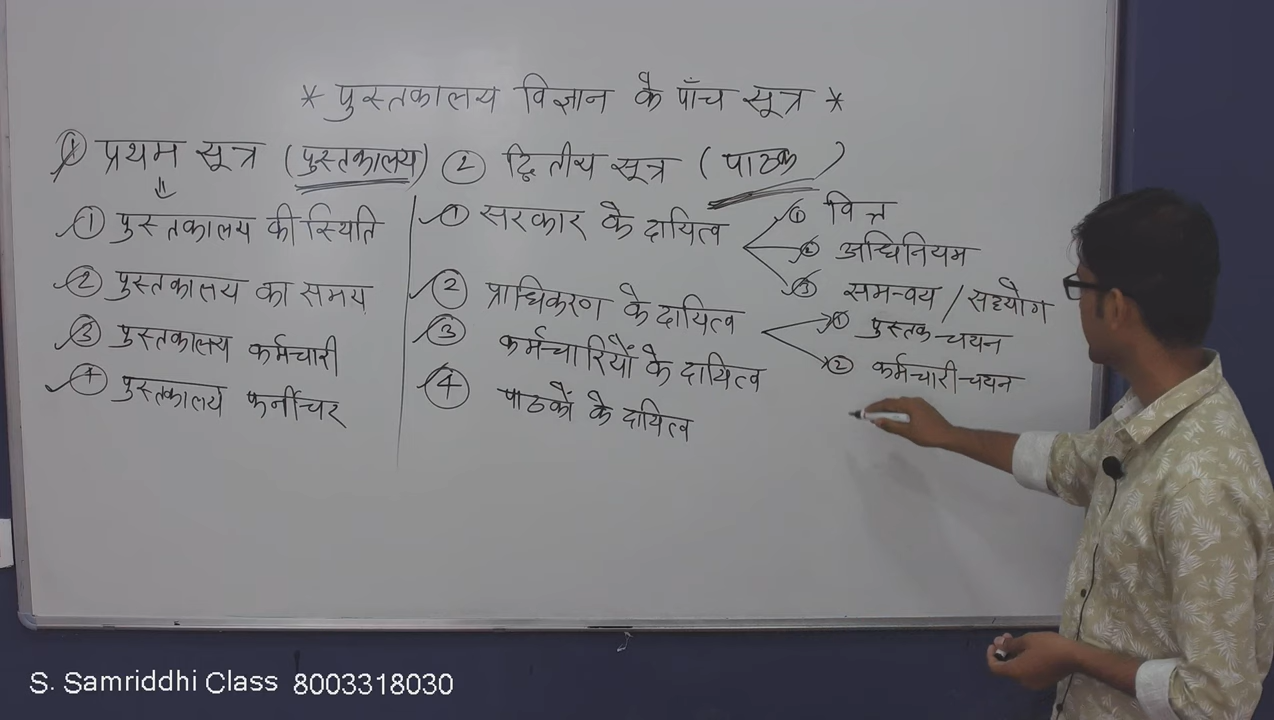 * पुस्तकालय विज्ञान के पाँच सूत्र *
① प्रथम सूत्र (पुस्तकालय)
① पुस्तकालय की स्थिति
② पुस्तकालय का समय
③ पुस्तकालय कर्मचारी
④ पुस्तकालय फर्नीचर
② द्वितीय सूत्र (पाठक)
① सरकार के दायित्व
① वित्त
② अधिनियम
③ समन्वय / सहयोग
② प्राधिकरण के दायित्व
① पुस्तक-चयन
② कर्मचारी-चयन
③ कर्मचारियों के दायित्व
④ पाठकों के दायित्व
S. Samriddhi Class 8003318030